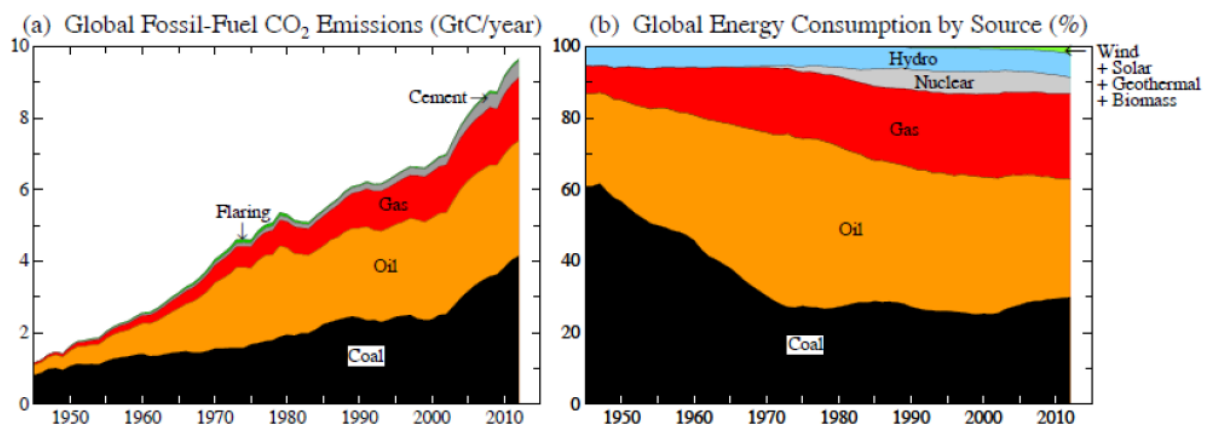 (a) Global Fossil-Fuel CO₂ Emissions (GtC/year)
10
8
6
4
2
0
Cement
Flaring
Gas
Oil
Coal
1950 1960 1970 1980 1990 2000 2010
(b) Global Energy Consumption by Source (%)
100
80
60
40
20
0
Hydro
Nuclear
Gas
Oil
Coal
Wind
+ Solar
+ Geothermal
+ Biomass
1950 1960 1970 1980 1990 2000 2010